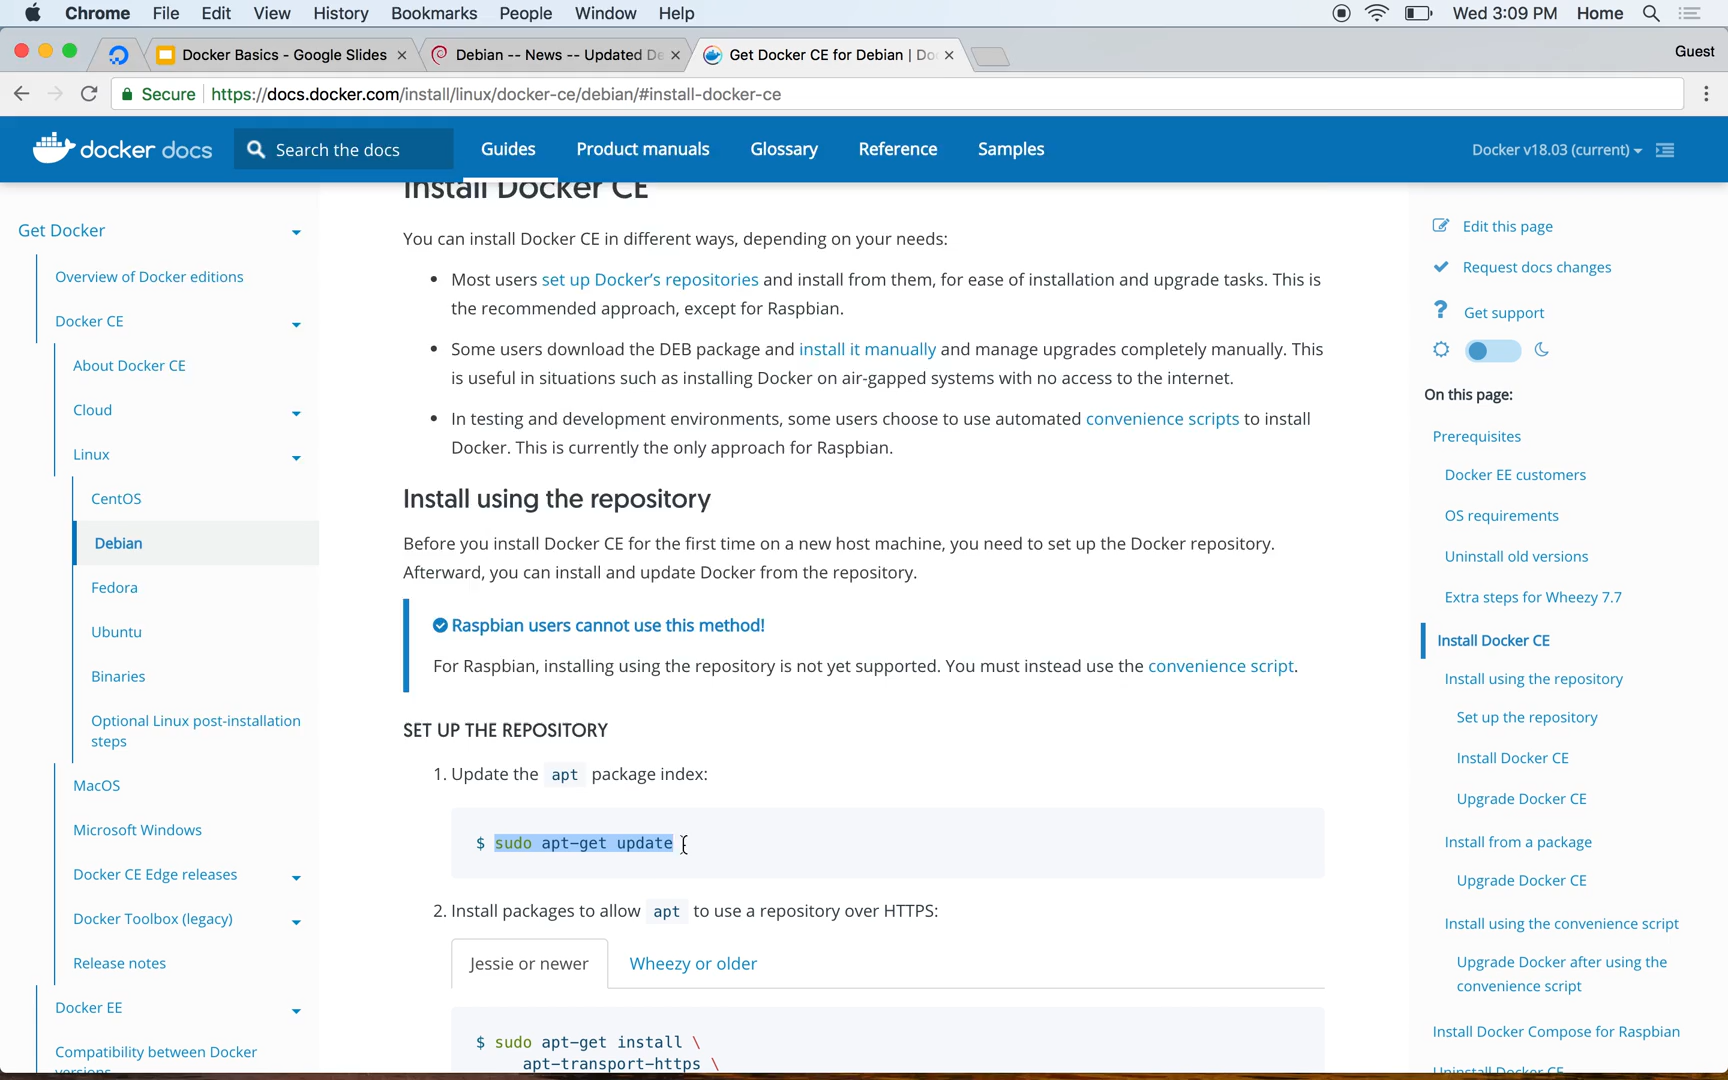 Chrome File Edit View History Bookmarks People Window Help Wed 3:09 PM Home
Docker Basics - Google Slides × Debian -- News -- Updated De × Get Docker CE for Debian | Do × Guest
Secure https://docs.docker.com/install/linux/docker-ce/debian/#install-docker-ce
docker docs Search the docs Guides Product manuals Glossary Reference Samples Docker v18.03 (current)
Get Docker
Overview of Docker editions
Docker CE
About Docker CE
Cloud
Linux
CentOS
Debian
Fedora
Ubuntu
Binaries
Optional Linux post-installation
steps
MacOS
Microsoft Windows
Docker CE Edge releases
Docker Toolbox (legacy)
Release notes
Docker EE
Compatibility between Docker
versions
Install Docker CE
You can install Docker CE in different ways, depending on your needs:
• Most users set up Docker’s repositories and install from them, for ease of installation and upgrade tasks. This is
the recommended approach, except for Raspbian.
• Some users download the DEB package and install it manually and manage upgrades completely manually. This
is useful in situations such as installing Docker on air-gapped systems with no access to the internet.
• In testing and development environments, some users choose to use automated convenience scripts to install
Docker. This is currently the only approach for Raspbian.
Install using the repository
Before you install Docker CE for the first time on a new host machine, you need to set up the Docker repository.
Afterward, you can install and update Docker from the repository.
Raspbian users cannot use this method!
For Raspbian, installing using the repository is not yet supported. You must instead use the convenience script.
SET UP THE REPOSITORY
1. Update the apt package index:
$ sudo apt-get update
2. Install packages to allow apt to use a repository over HTTPS:
Jessie or newer Wheezy or older
$ sudo apt-get install \
apt-transport-https \
Edit this page
Request docs changes
Get support
On this page:
Prerequisites
Docker EE customers
OS requirements
Uninstall old versions
Extra steps for Wheezy 7.7
Install Docker CE
Install using the repository
Set up the repository
Install Docker CE
Upgrade Docker CE
Install from a package
Upgrade Docker CE
Install using the convenience script
Upgrade Docker after using the
convenience script
Install Docker Compose for Raspbian
Uninstall Docker CE